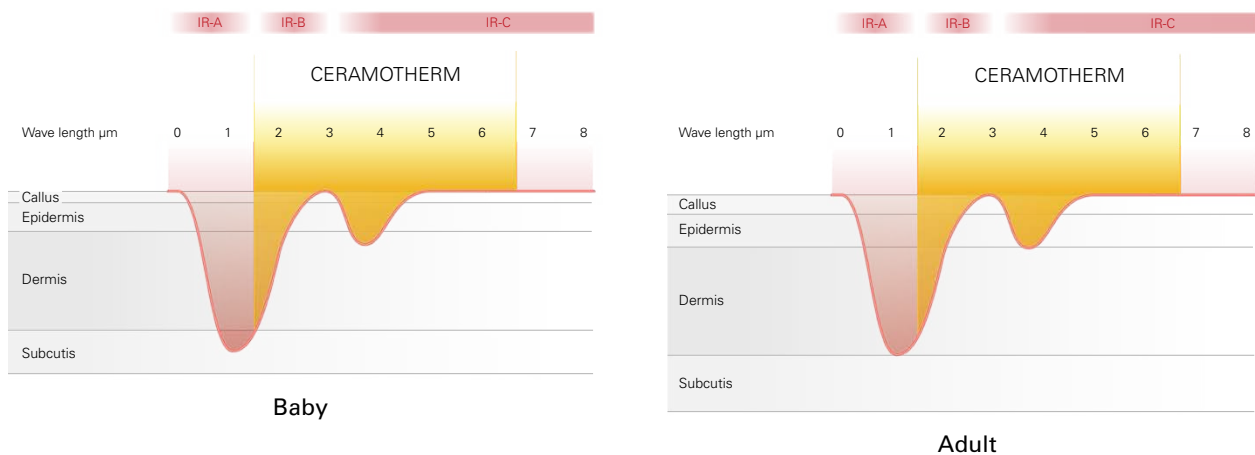 IR-A IR-B IR-C
CERAMOTHERM
Wave length µm 0 1 2 3 4 5 6 7 8
Callus
Epidermis
Dermis
Subcutis
Baby
IR-A IR-B IR-C
CERAMOTHERM
Wave length µm 0 1 2 3 4 5 6 7 8
Callus
Epidermis
Dermis
Subcutis
Adult